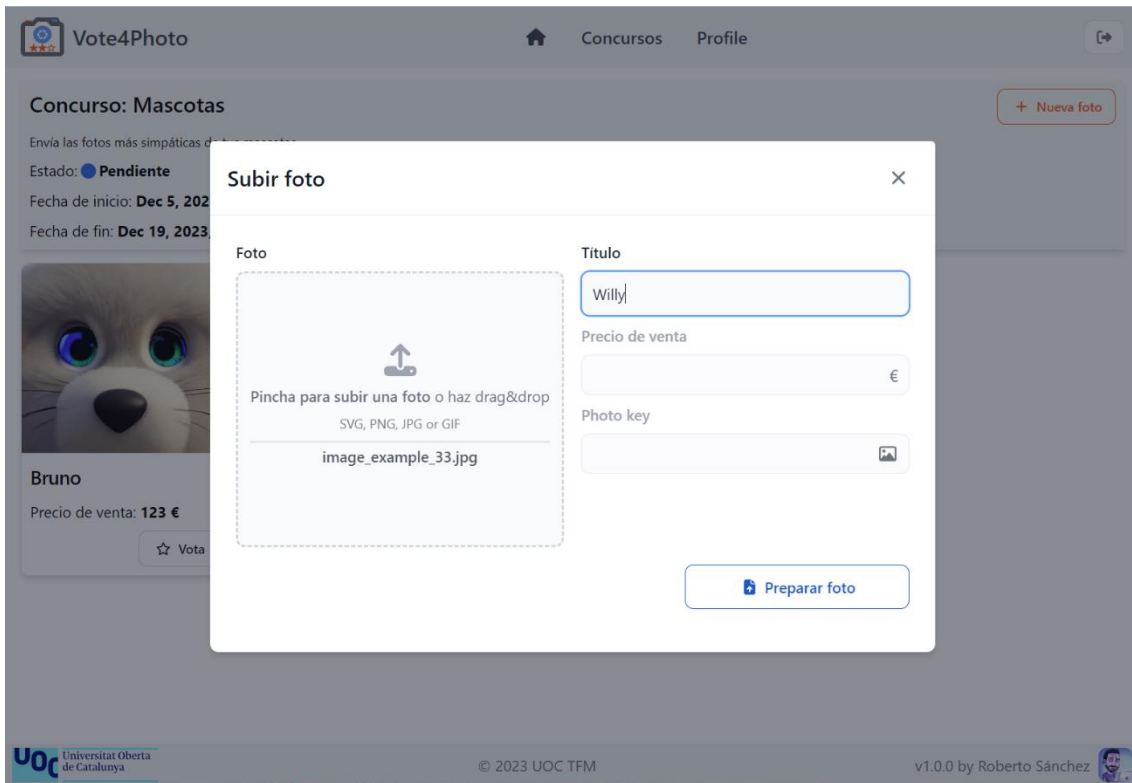 Vote4Photo
Concursos Profile
Concurso: Mascotas
+ Nueva foto
Envía las fotos más simpáticas
Estado: Pendiente
Fecha de inicio: Dec 5, 202
Fecha de fin: Dec 19, 2023,
Subir foto
Foto
Título
Willy
Precio de venta
€
Pincha para subir una foto o haz drag&drop
SVG, PNG, JPG or GIF
image_example_33.jpg
Photo key
Bruno
Precio de venta: 123 €
Vota
Preparar foto
UOC Universitat Oberta
de Catalunya
© 2023 UOC TFM
v1.0.0 by Roberto Sánchez